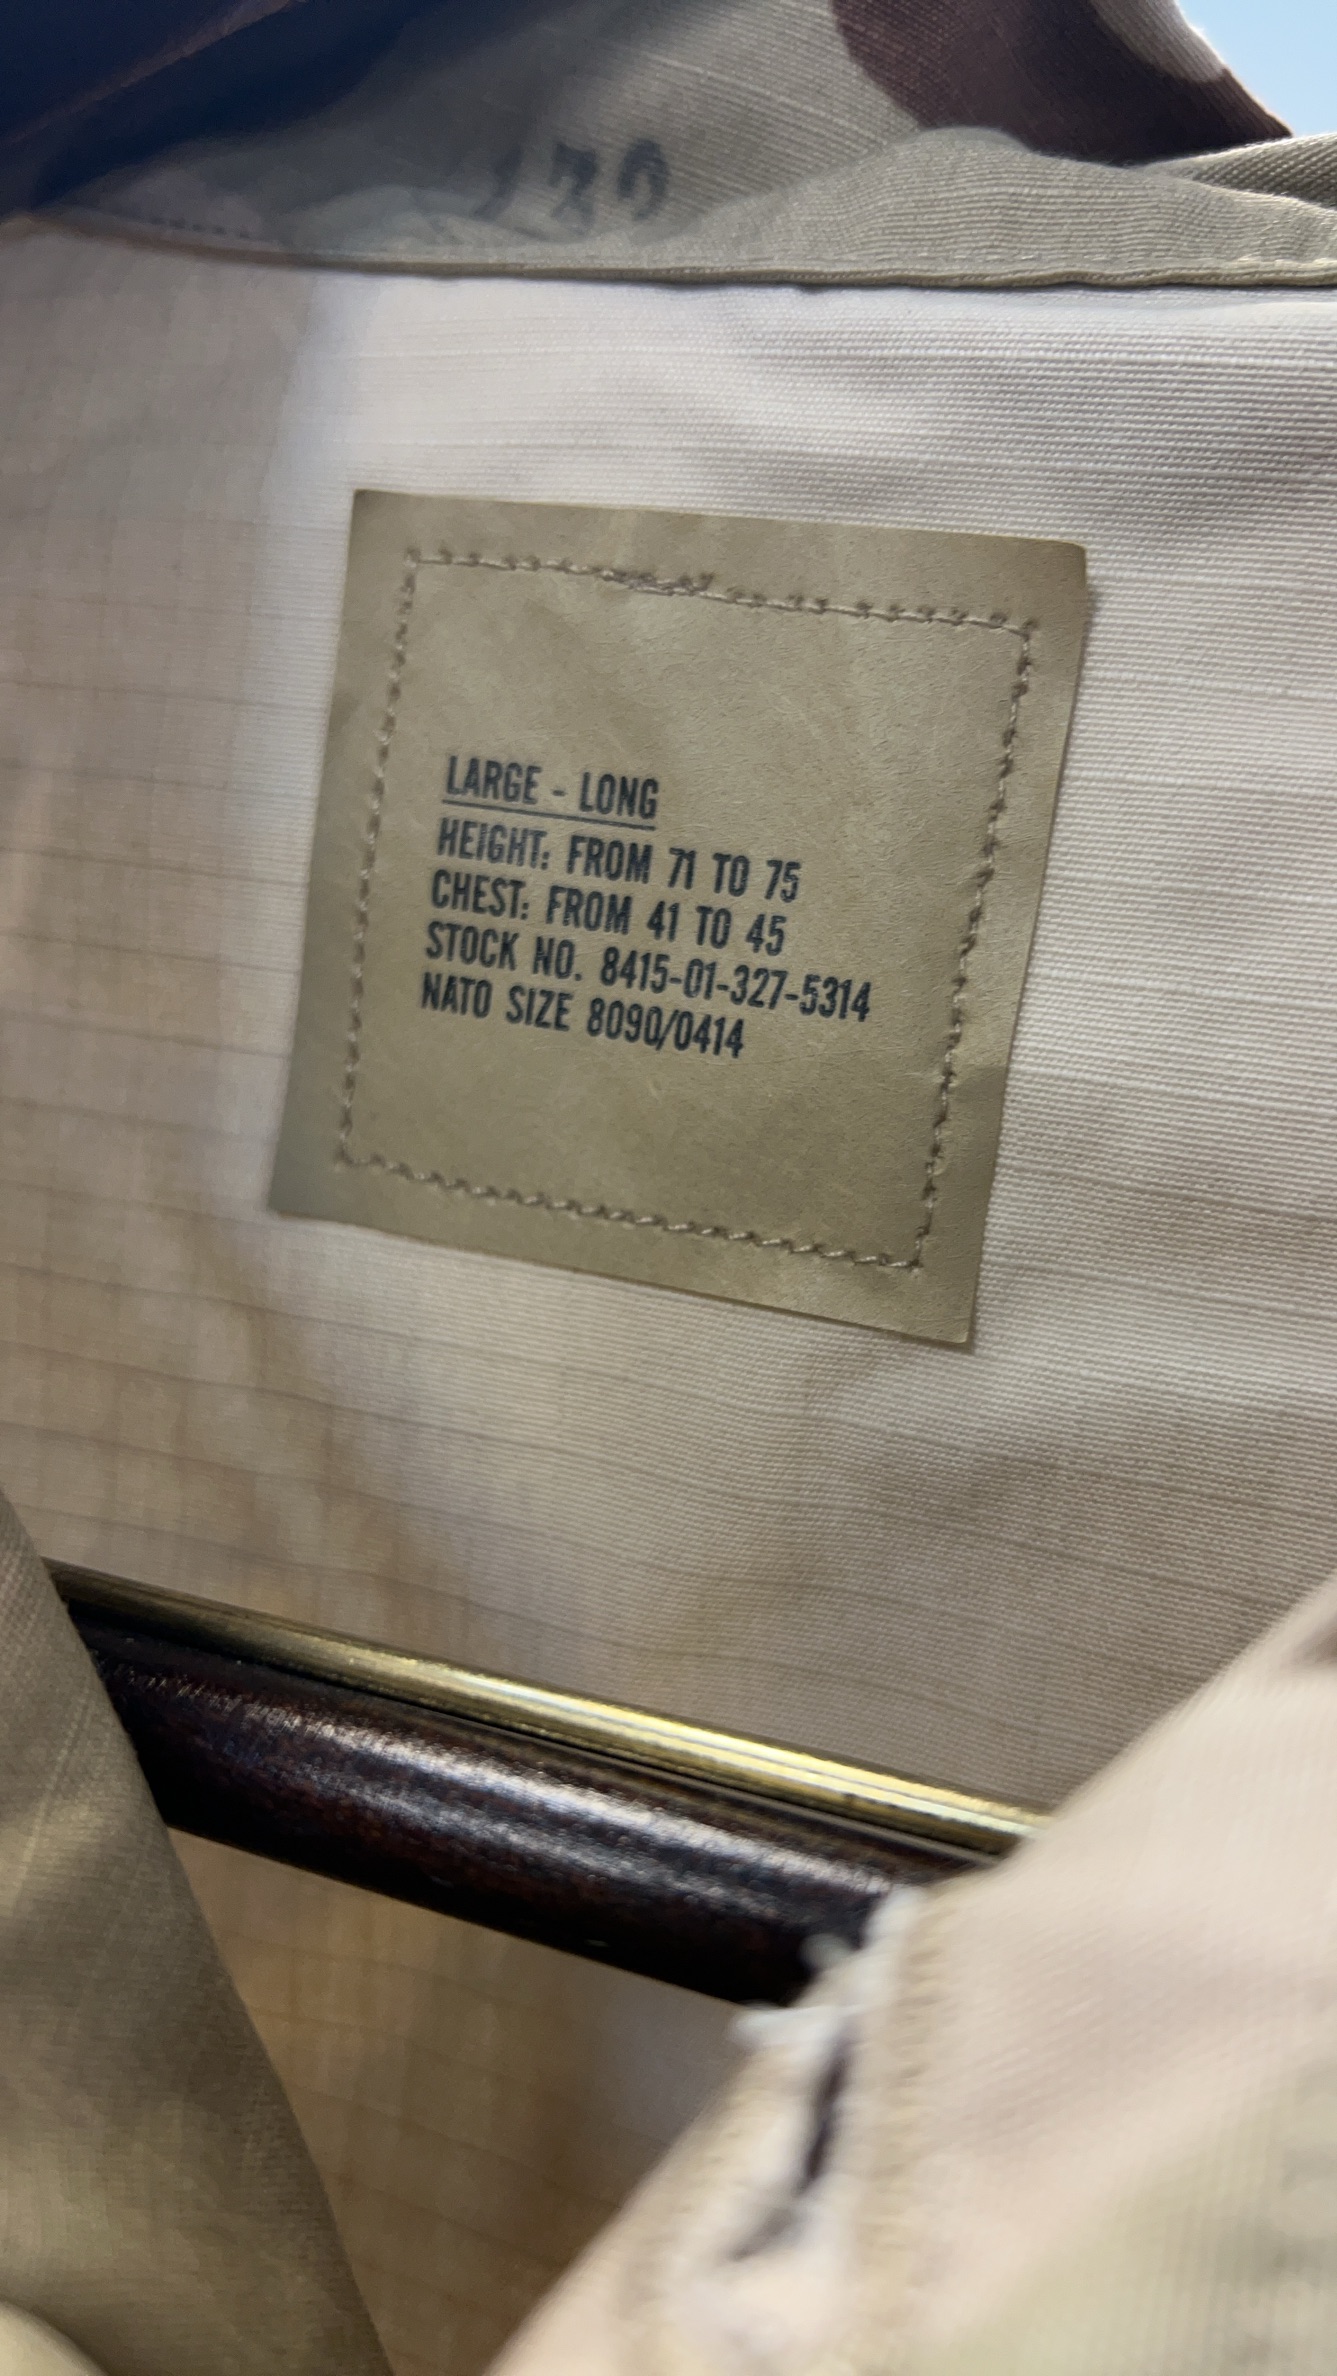 LARGE - LONG
HEIGHT: FROM 71 TO 75
CHEST: FROM 41 TO 45
STOCK NO. 8415-01-327-5314
NATO SIZE 8090/0414